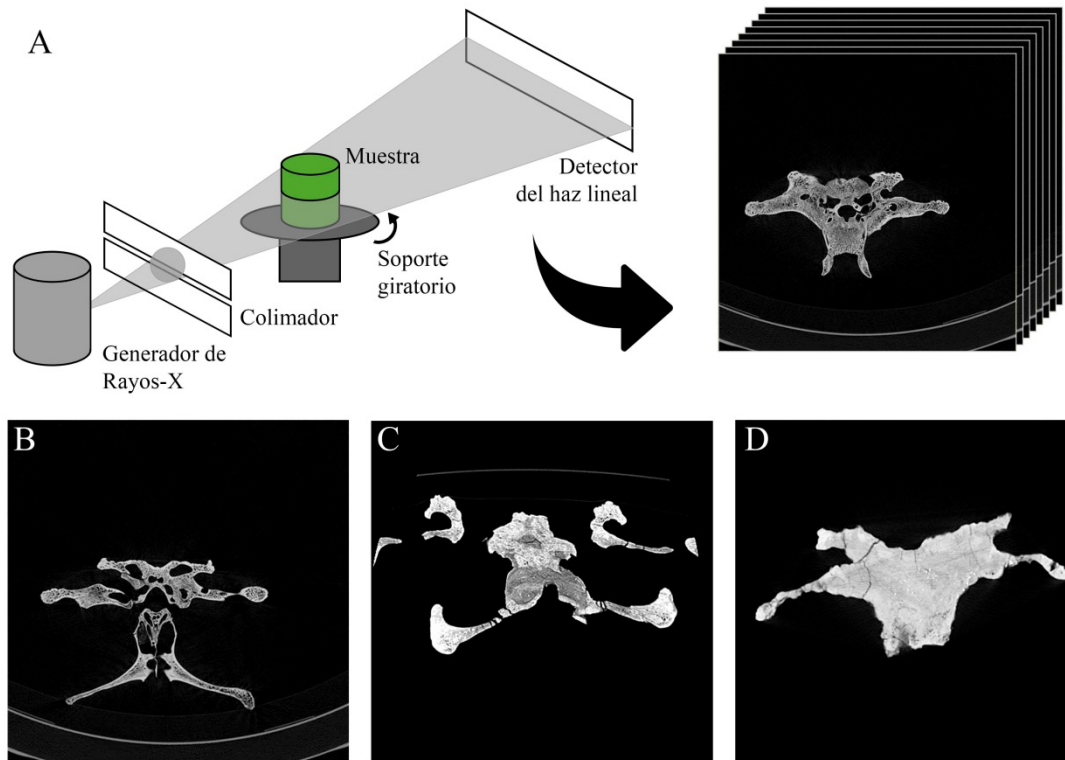 A
Muestra
Detector
del haz lineal
Soporte
giratorio
Colimador
Generador de
Rayos-X
B
C
D